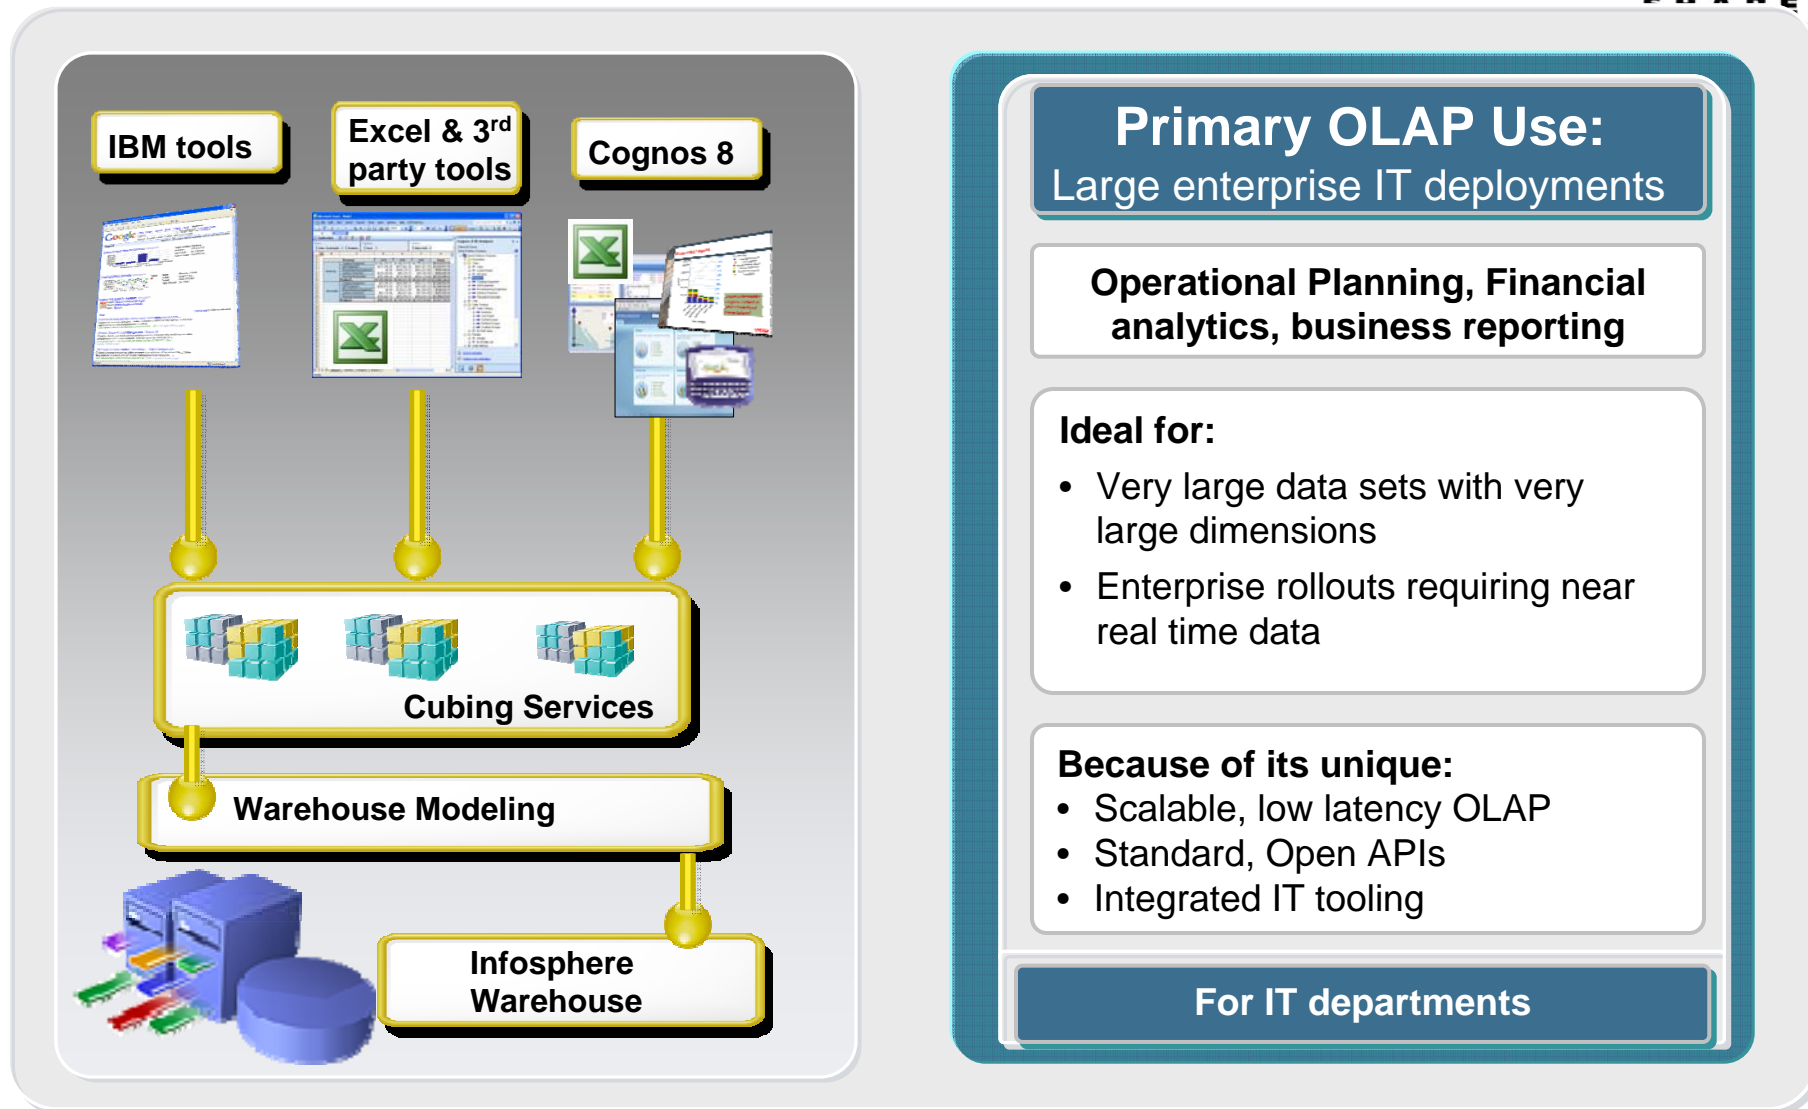 IBM tools
Excel & 3rd
party tools
Cognos 8
Google
Cubing Services
Warehouse Modeling
Infosphere
Warehouse
Primary OLAP Use:
Large enterprise IT deployments
Operational Planning, Financial
analytics, business reporting
Ideal for:
• Very large data sets with very
large dimensions
• Enterprise rollouts requiring near
real time data
Because of its unique:
• Scalable, low latency OLAP
• Standard, Open APIs
• Integrated IT tooling
For IT departments